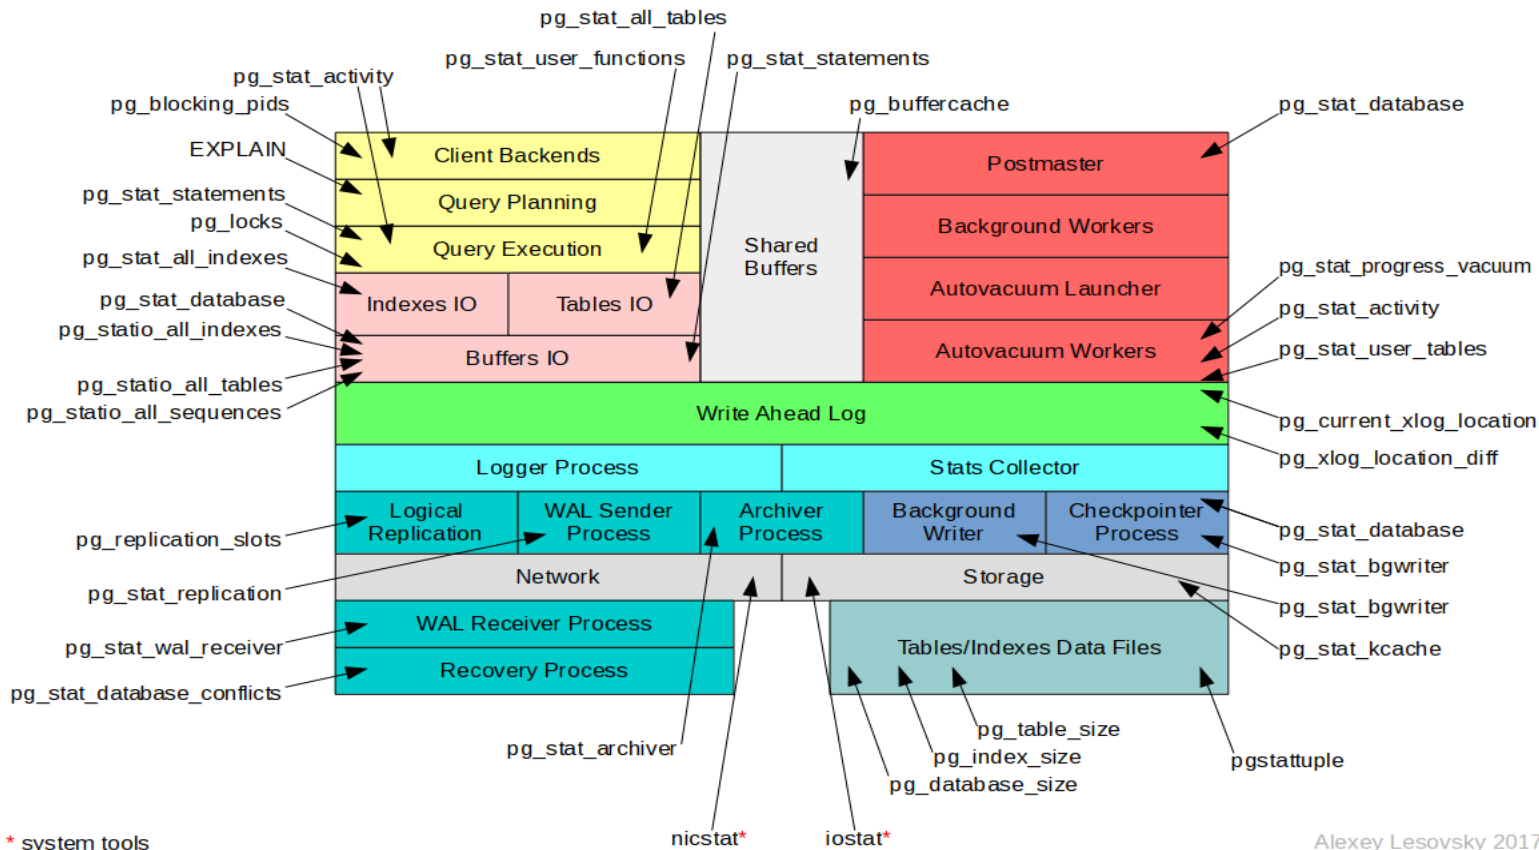 pg_stat_all_tables
pg_stat_user_functions
pg_stat_statements
pg_stat_activity
pg_blocking_pids
pg_buffercache
pg_stat_database
EXPLAIN
Client Backends
Postmaster
pg_stat_statements
Query Planning
pg_locks
Background Workers
Query Execution
Shared
Buffers
pg_stat_all_indexes
pg_stat_progress_vacuum
Autovacuum Launcher
pg_stat_database
Indexes IO
Tables IO
pg_stat_activity
pg_statio_all_indexes
Buffers IO
Autovacuum Workers
pg_stat_user_tables
pg_statio_all_tables
pg_statio_all_sequences
Write Ahead Log
pg_current_xlog_location
pg_xlog_location_diff
Logger Process
Stats Collector
Logical
Replication
WAL Sender
Process
Archiver
Process
Background
Writer
Checkpointer
Process
pg_replication_slots
pg_stat_database
pg_stat_bgwriter
Network
Storage
pg_stat_replication
pg_stat_bgwriter
WAL Receiver Process
pg_stat_wal_receiver
Tables/Indexes Data Files
pg_stat_kcache
Recovery Process
pg_stat_database_conflicts
pg_table_size
pg_stat_archiver
pg_index_size
pgstattuple
pg_database_size
nicstat*
iostat*
* system tools
Alexey Lesovsky 2017